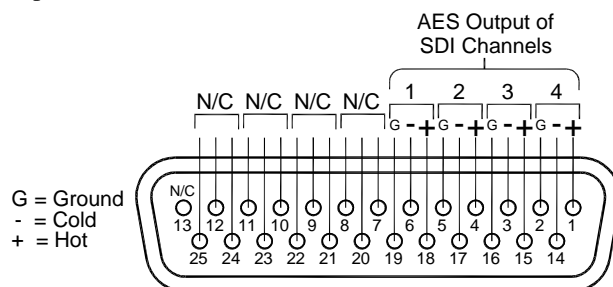 AES Output of
SDI Channels
N/C N/C N/C N/C 1 2 3 4
G - + G - + G - + G - +
G = Ground
- = Cold
+ = Hot
N/C
13 12 11 10 9 8 7 6 5 4 3 2 1
25 24 23 22 21 20 19 18 17 16 15 14